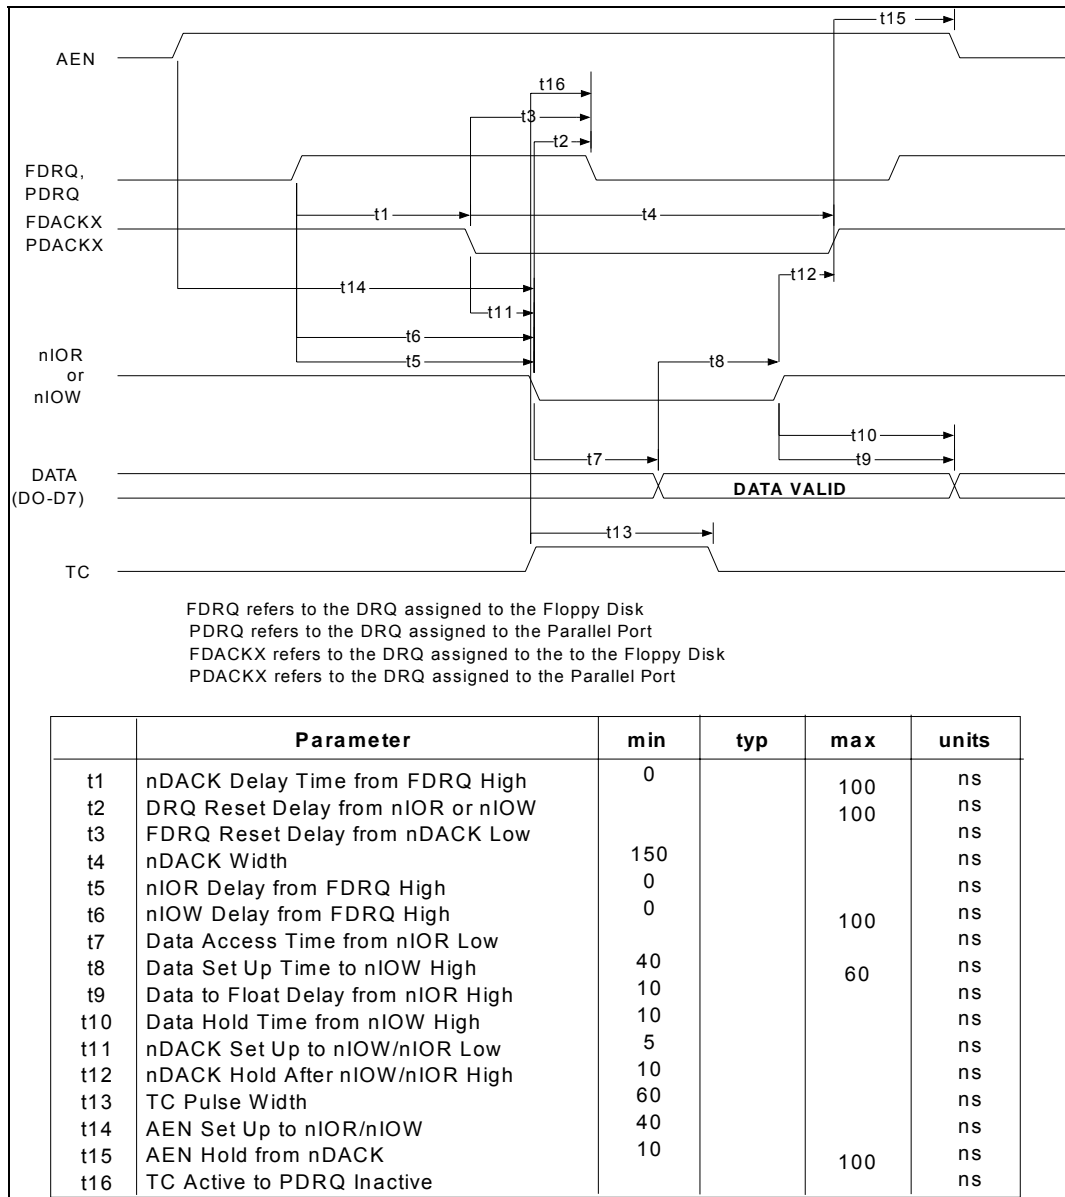 t15
AEN
t16
t3
t2
FDRQ,
PDRQ
t1
t4
FDACKX
PDACKX
t12
t14
t11
t6
t5
t8
nIOR
or
nIOW
t10
t7
t9
DATA
(DO-D7)
DATA VALID
t13
TC
FDRQ refers to the DRQ assigned to the Floppy Disk
PDRQ refers to the DRQ assigned to the Parallel Port
FDACKX refers to the DRQ assigned to the to the Floppy Disk
PDACKX refers to the DRQ assigned to the Parallel Port
Parameter min typ max units
t1 nDACK Delay Time from FDRQ High 0 ns
t2 DRQ Reset Delay from nIOR or nIOW 100 ns
t3 FDRQ Reset Delay from nDACK Low 100 ns
t4 nDACK Width 150 ns
t5 nIOR Delay from FDRQ High 0 ns
t6 nIOW Delay from FDRQ High 0 ns
t7 Data Access Time from nIOR Low 100 ns
t8 Data Set Up Time to nIOW High 40 ns
t9 Data to Float Delay from nIOR High 10 60 ns
t10 Data Hold Time from nIOW High 10 ns
t11 nDACK Set Up to nIOW/nIOR Low 5 ns
t12 nDACK Hold After nIOW/nIOR High 10 ns
t13 TC Pulse Width 60 ns
t14 AEN Set Up to nIOR/nIOW 40 ns
t15 AEN Hold from nDACK 10 ns
t16 TC Active to PDRQ Inactive 100 ns